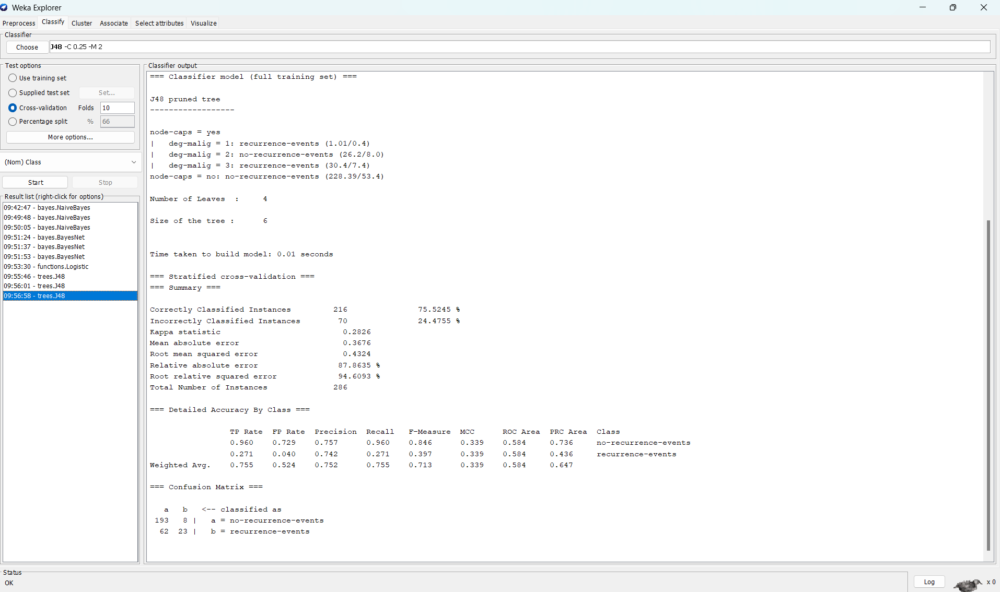 Weka Explorer
Preprocess Classify Cluster Associate Select attributes Visualize
Classifier
Choose J48 -C 0.25 -M 2
Test options
Use training set
Supplied test set Set...
Cross-validation Folds 10
Percentage split % 66
More options...
(Nom) Class
Start Stop
Result list (right-click for options)
09:42:47 - bayes.NaiveBayes
09:49:48 - bayes.NaiveBayes
09:50:05 - bayes.NaiveBayes
09:51:24 - bayes.BayesNet
09:51:37 - bayes.BayesNet
09:51:53 - bayes.BayesNet
09:53:30 - functions.Logistic
09:55:46 - trees.J48
09:56:01 - trees.J48
09:56:58 - trees.J48
Classifier output
=== Classifier model (full training set) ===
J48 pruned tree
------------------
node-caps = yes
|   deg-malig = 1: recurrence-events (1.01/0.4)
|   deg-malig = 2: no-recurrence-events (26.2/8.0)
|   deg-malig = 3: recurrence-events (30.4/7.4)
node-caps = no: no-recurrence-events (228.39/53.4)
Number of Leaves  :     4
Size of the tree :      6
Time taken to build model: 0.01 seconds
=== Stratified cross-validation ===
=== Summary ===
Correctly Classified Instances         216               75.5245 %
Incorrectly Classified Instances        70               24.4755 %
Kappa statistic                          0.2826
Mean absolute error                      0.3676
Root mean squared error                  0.4324
Relative absolute error                 87.8635 %
Root relative squared error             94.6093 %
Total Number of Instances              286
=== Detailed Accuracy By Class ===
TP Rate  FP Rate  Precision  Recall   F-Measure  MCC      ROC Area  PRC Area  Class
0.960    0.729    0.757      0.960    0.846      0.339    0.584     0.736     no-recurrence-events
0.271    0.040    0.742      0.271    0.397      0.339    0.584     0.436     recurrence-events
Weighted Avg.    0.755    0.524    0.752      0.755    0.713      0.339    0.584     0.647
=== Confusion Matrix ===
a   b   <-- classified as
193   8 |   a = no-recurrence-events
62  23 |   b = recurrence-events
Status
OK
Log x 0